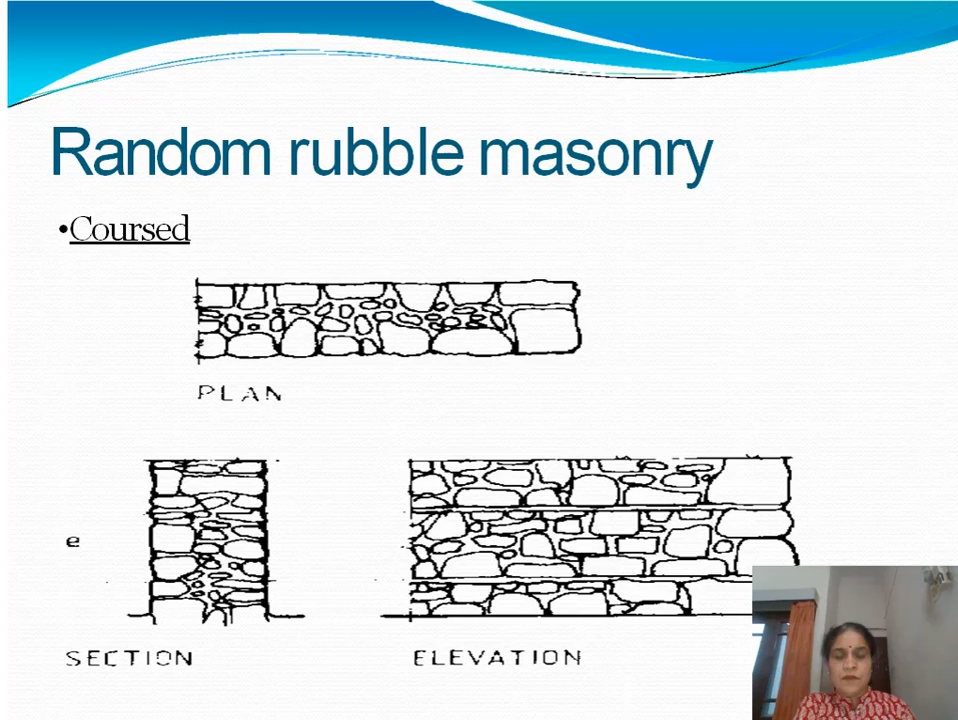 Random rubble masonry
•Coursed
PLAN
e
SECTION
ELEVATION